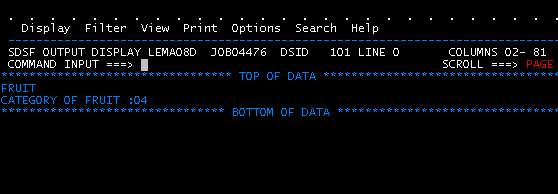 Display Filter View Print Options Search Help
SDSF OUTPUT DISPLAY LEMA08D JOB04476 DSID 101 LINE 0 COLUMNS 02- 81
COMMAND INPUT ===> SCROLL ===> PAGE
******************************** TOP OF DATA ********************************
FRUIT
CATEGORY OF FRUIT :04
******************************* BOTTOM OF DATA *******************************